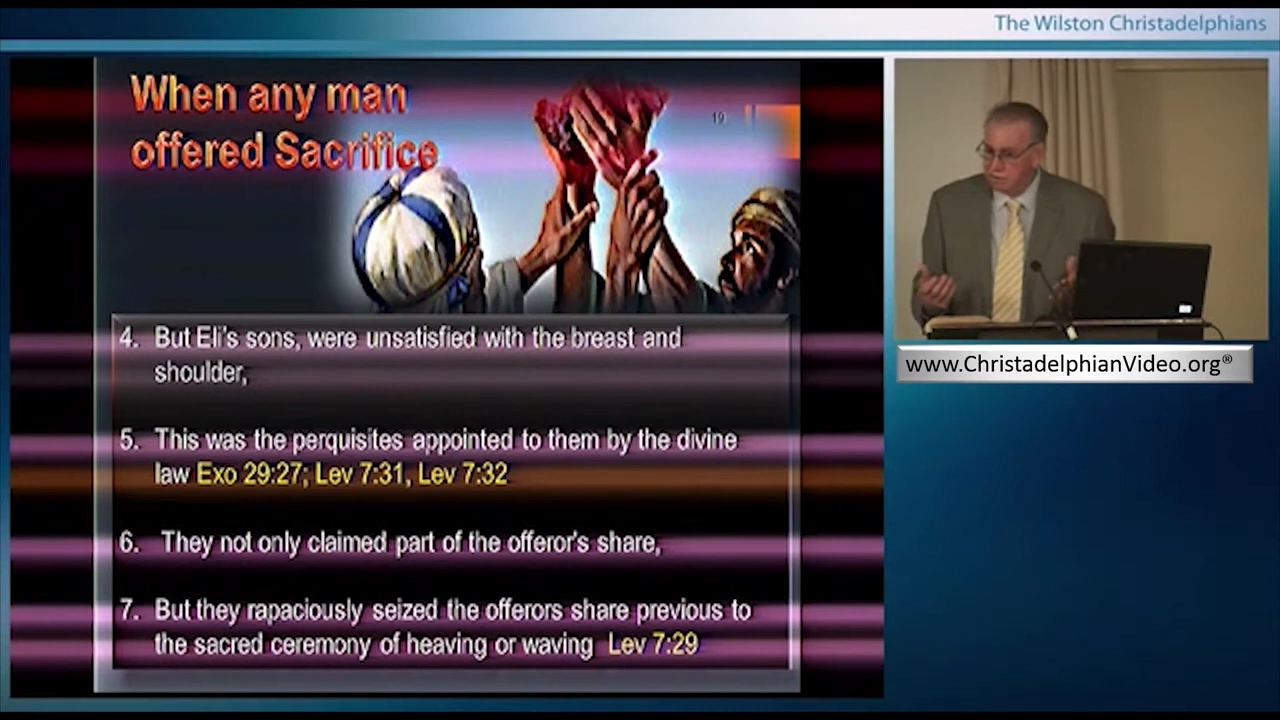 The Wilston Christadelphians
When any man
offered Sacrifice
19
4. But Eli's sons, were unsatisfied with the breast and
shoulder,
5. This was the perquisites appointed to them by the divine
law Exo 29:27; Lev 7:31, Lev 7:32
6. They not only claimed part of the offeror's share,
7. But they rapaciously seized the offerors share previous to
the sacred ceremony of heaving or waving Lev 7:29
www.ChristadelphianVideo.org®